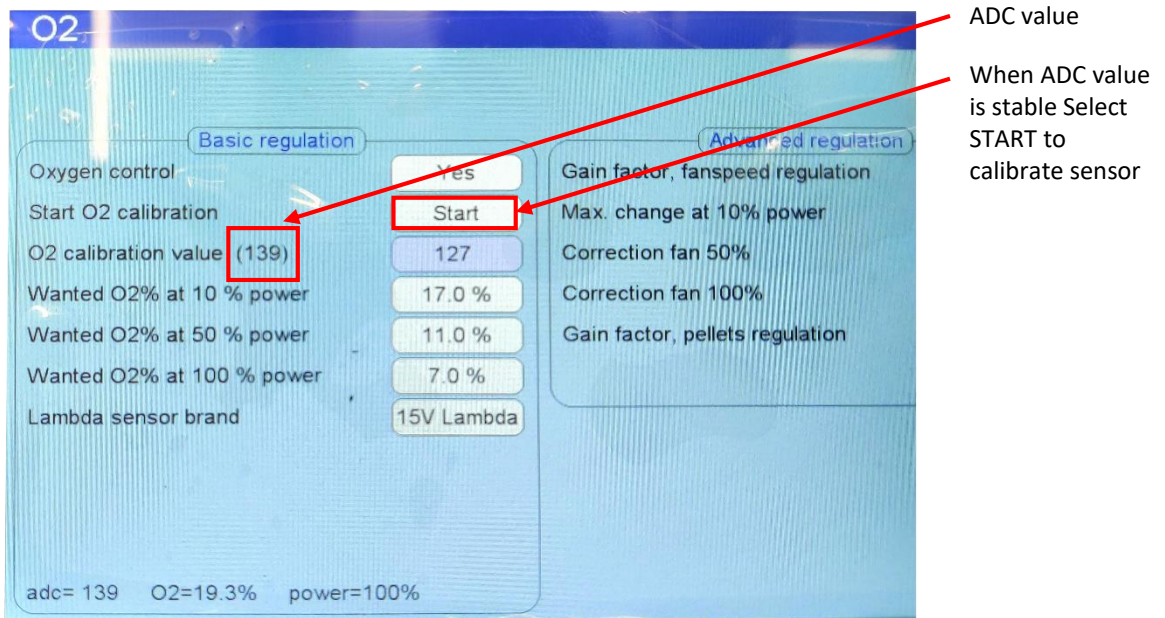 O2
ADC value
When ADC value
is stable Select
START to
calibrate sensor
Basic regulation
Oxygen control Yes
Start O2 calibration Start
O2 calibration value (139) 127
Wanted O2% at 10 % power 17.0 %
Wanted O2% at 50 % power 11.0 %
Wanted O2% at 100 % power 7.0 %
Lambda sensor brand 15V Lambda
adc= 139 O2=19.3% power=100%
Advanced regulation
Gain factor, fanspeed regulation
Max. change at 10% power
Correction fan 50%
Correction fan 100%
Gain factor, pellets regulation